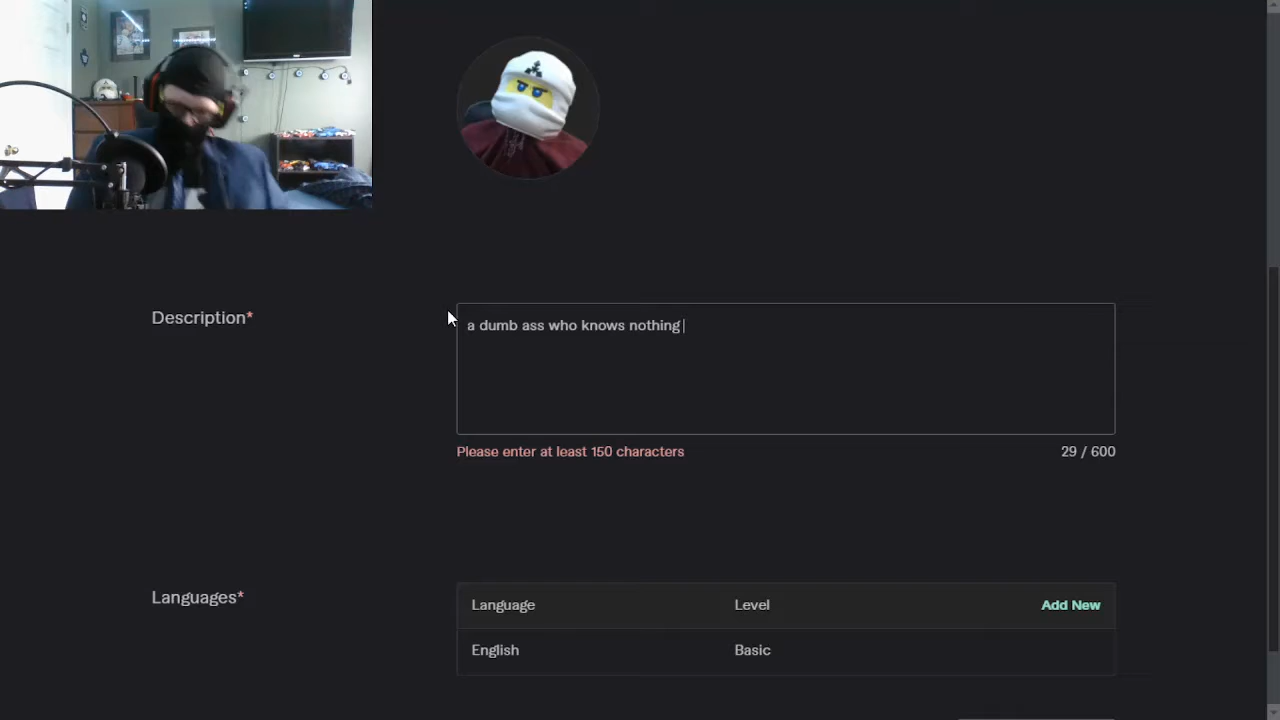 Description*
a dumb ass who knows nothing
Please enter at least 150 characters
29 / 600
Languages*
Language Level Add New
English Basic